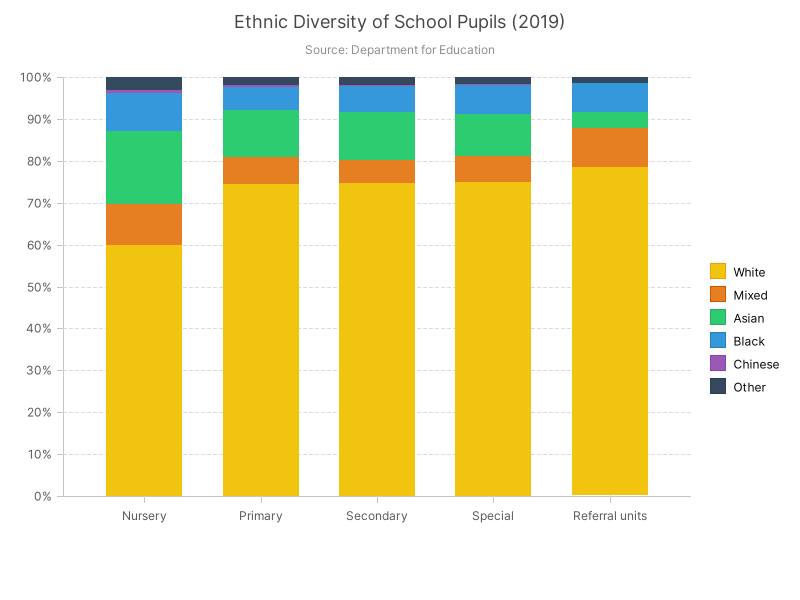 Ethnic Diversity of School Pupils (2019)
Source: Department for Education
100%
90%
80%
70%
60%
50%
40%
30%
20%
10%
0%
Nursery
Primary
Secondary
Special
Referral units
White
Mixed
Asian
Black
Chinese
Other